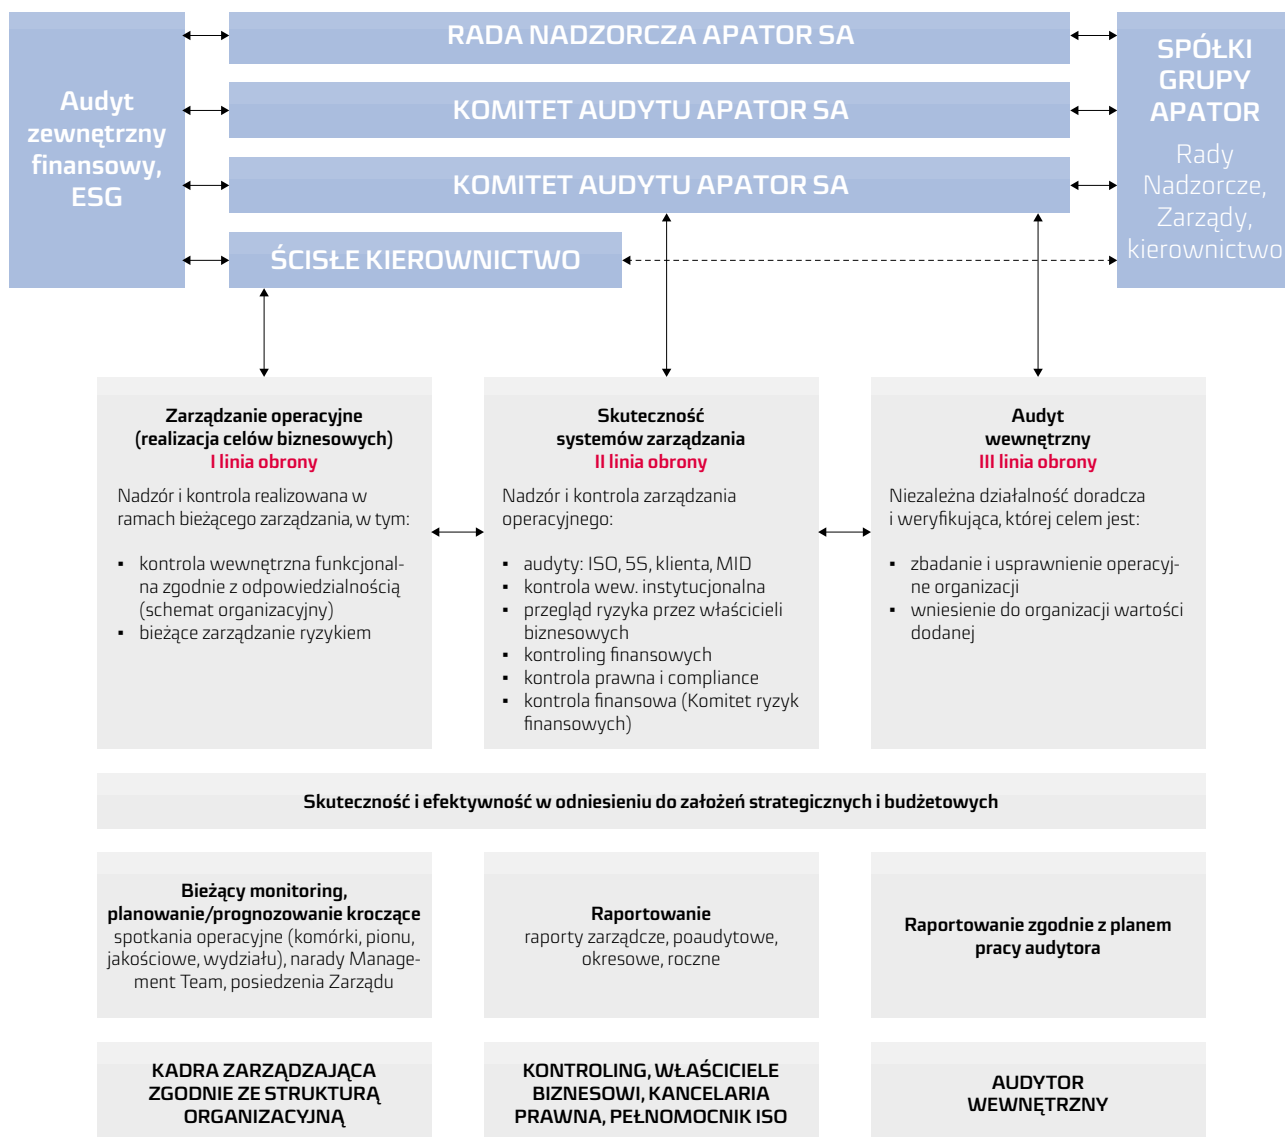 Audyt
zewnętrzny
finansowy,
ESG
RADA NADZORCZA APATOR SA
KOMITET AUDYTU APATOR SA
KOMITET AUDYTU APATOR SA
ŚCISŁE KIEROWNICTWO
SPÓŁKI
GRUPY
APATOR
Rady
Nadzorcze,
Zarządy,
kierownictwo
Zarządzanie operacyjne
(realizacja celów biznesowych)
I linia obrony
Nadzór i kontrola realizowana w
ramach bieżącego zarządzania, w tym:
▪ kontrola wewnętrzna funkcjonal-
na zgodnie z odpowiedzialnością
(schemat organizacyjny)
▪ bieżące zarządzanie ryzykiem
Skuteczność
systemów zarządzania
II linia obrony
Nadzór i kontrola zarządzania
operacyjnego:
▪ audyty: ISO, 5S, klienta, MID
▪ kontrola wew. instytucjonalna
▪ przegląd ryzyka przez właścicieli
biznesowych
▪ kontroling finansowych
▪ kontrola prawna i compliance
▪ kontrola finansowa (Komitet ryzyk
finansowych)
Audyt
wewnętrzny
III linia obrony
Niezależna działalność doradcza
i weryfikująca, której celem jest:
▪ zbadanie i usprawnienie operacyj-
ne organizacji
▪ wniesienie do organizacji wartości
dodanej
Skuteczność i efektywność w odniesieniu do założeń strategicznych i budżetowych
Bieżący monitoring,
planowanie/prognozowanie kroczące
spotkania operacyjne (komórki, pionu,
jakościowe, wydziału), narady Manage-
ment Team, posiedzenia Zarządu
Raportowanie
raporty zarządcze, poaudytowe,
okresowe, roczne
Raportowanie zgodnie z planem
pracy audytora
KADRA ZARZĄDZAJĄCA
ZGODNIE ZE STRUKTURĄ
ORGANIZACYJNĄ
KONTROLING, WŁAŚCICIELE
BIZNESOWI, KANCELARIA
PRAWNA, PEŁNOMOCNIK ISO
AUDYTOR
WEWNĘTRZNY